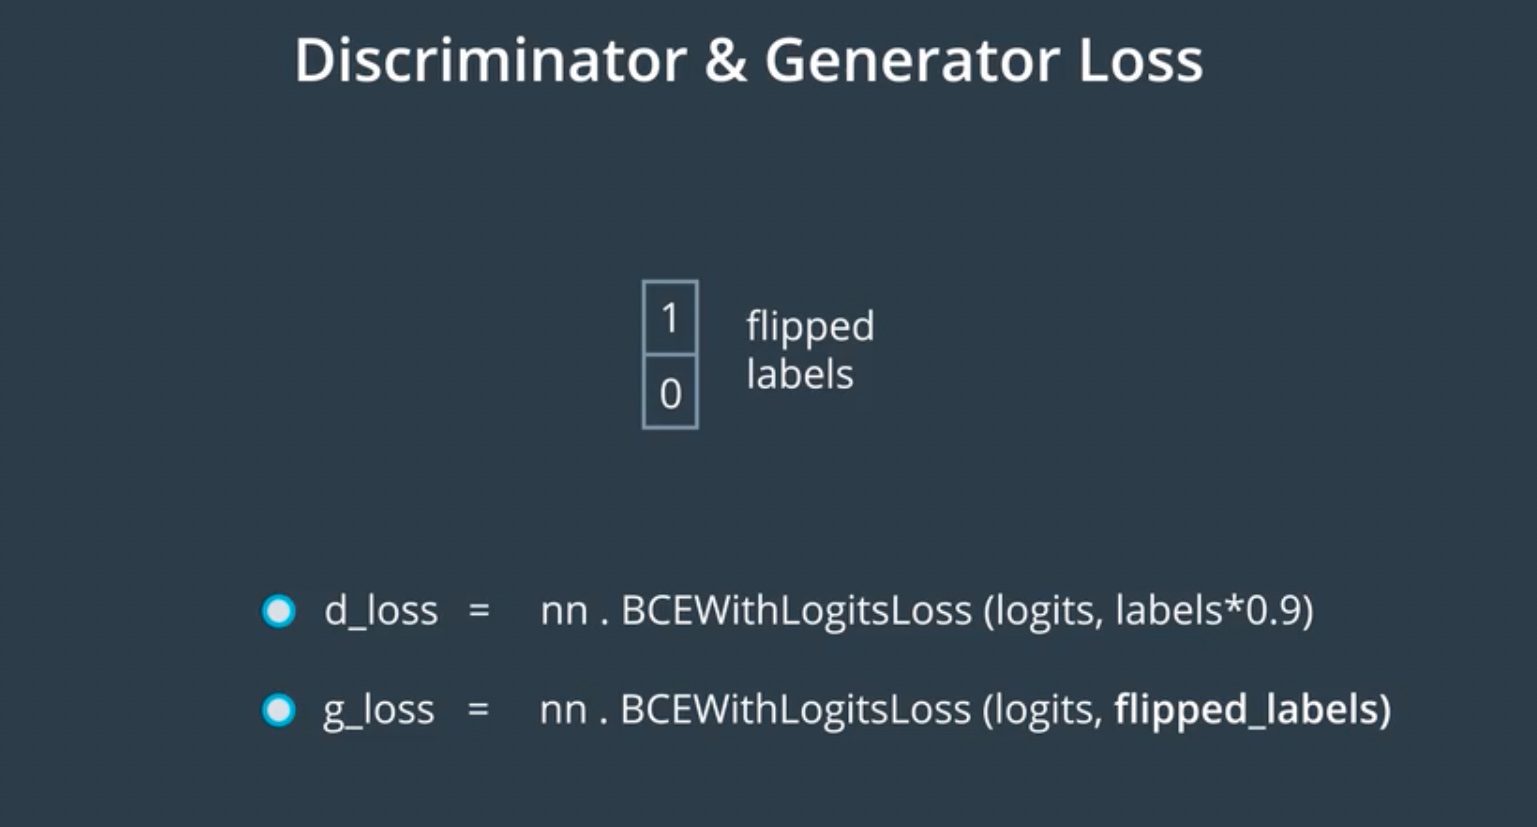 Discriminator & Generator Loss
1
0
flipped
labels
d_loss = nn . BCEWithLogitsLoss (logits, labels*0.9)
g_loss = nn . BCEWithLogitsLoss (logits, flipped_labels)